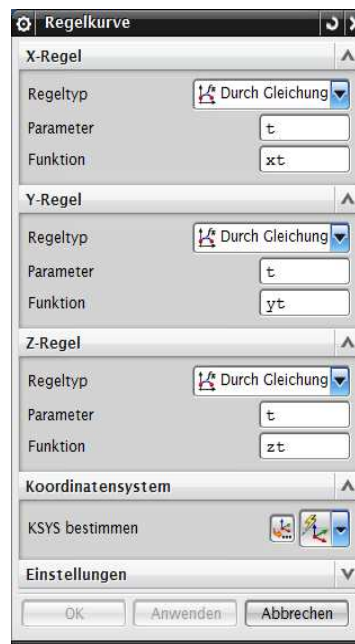 Regelkurve
X-Regel
Regeltyp Durch Gleichung
Parameter t
Funktion xt
Y-Regel
Regeltyp Durch Gleichung
Parameter t
Funktion yt
Z-Regel
Regeltyp Durch Gleichung
Parameter t
Funktion zt
Koordinatensystem
KSYS bestimmen
Einstellungen
OK Anwenden Abbrechen